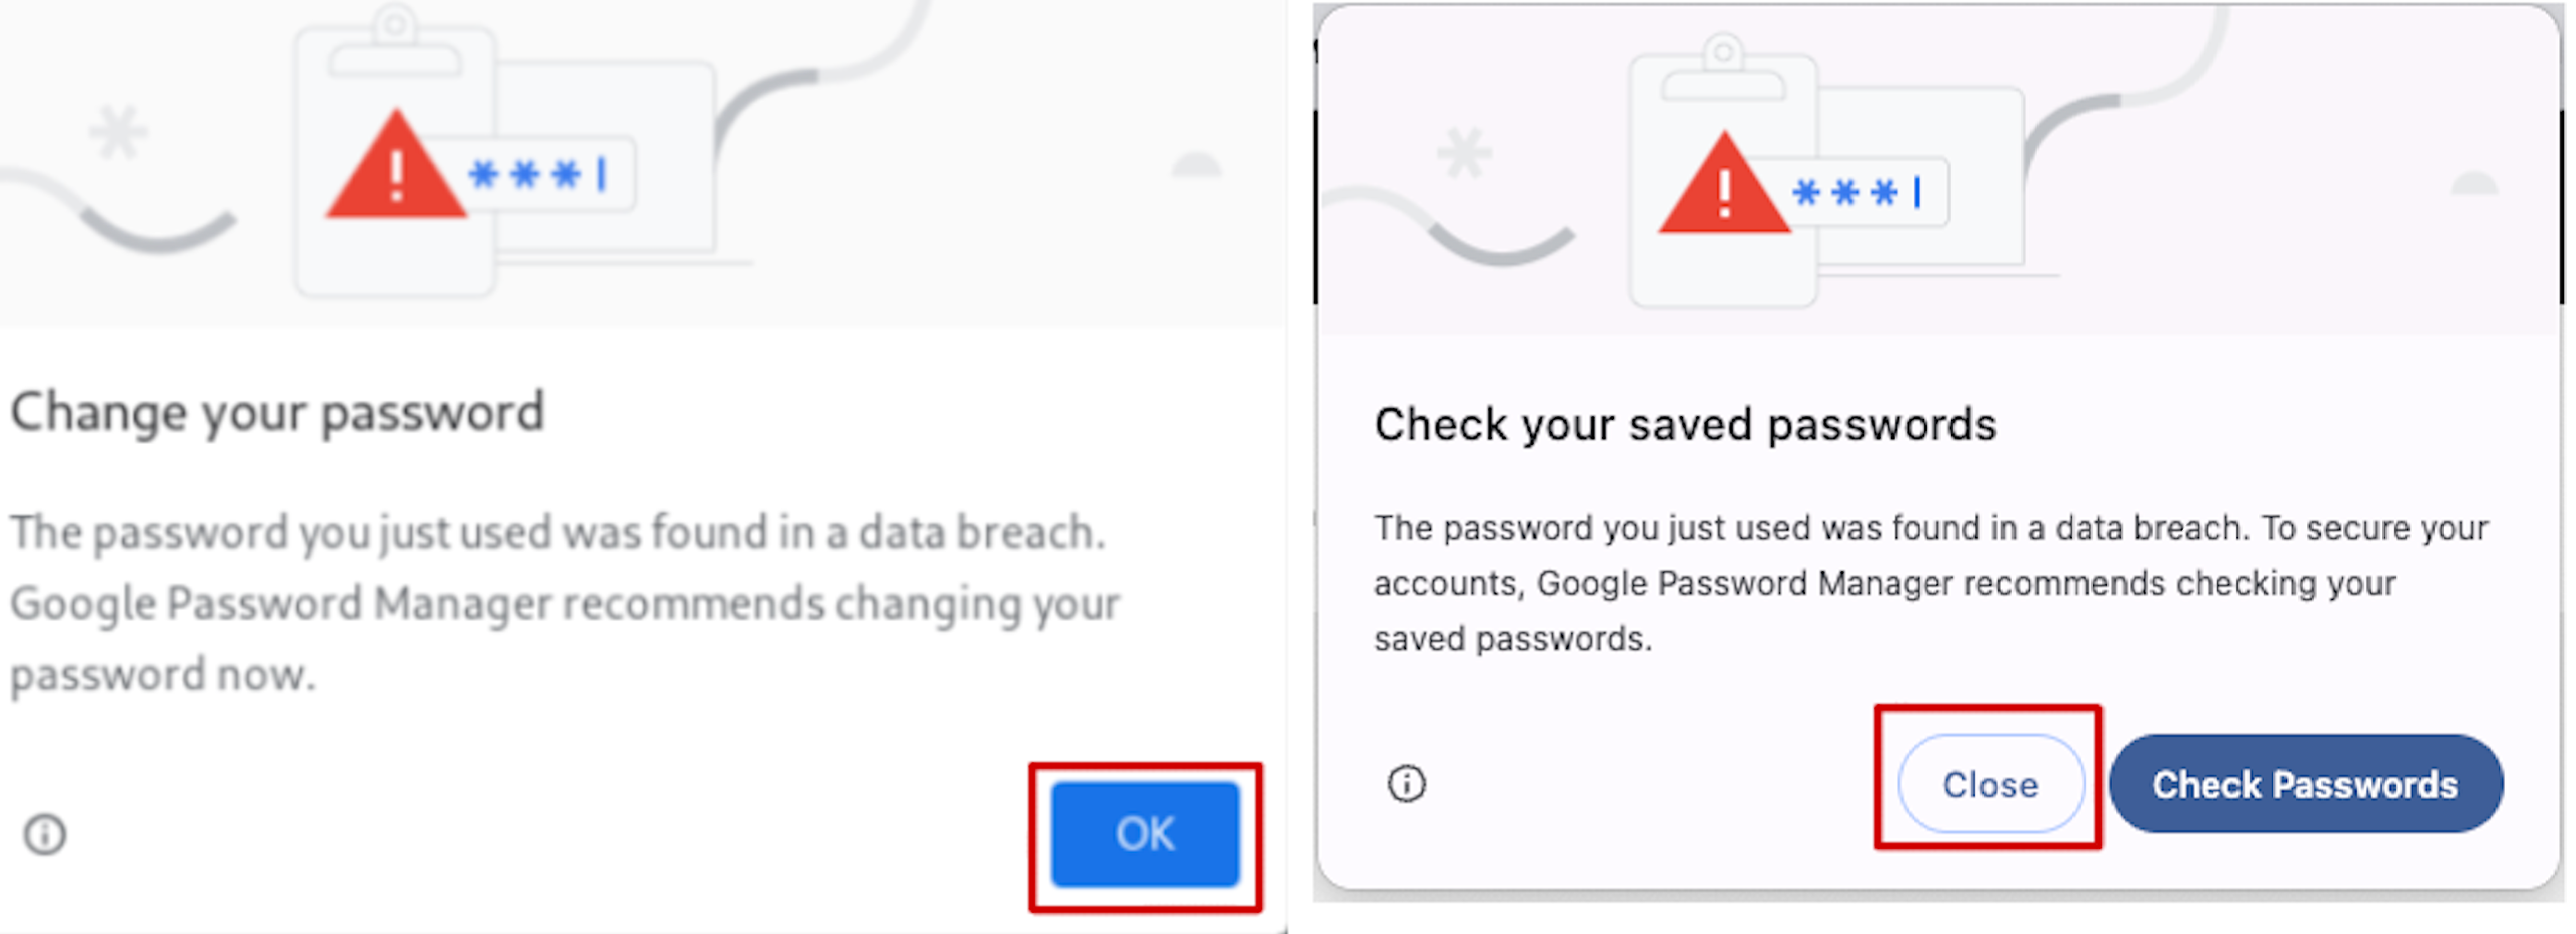 ***|
Change your password
The password you just used was found in a data breach.
Google Password Manager recommends changing your
password now.
OK
***|
Check your saved passwords
The password you just used was found in a data breach. To secure your
accounts, Google Password Manager recommends checking your
saved passwords.
Close
Check Passwords